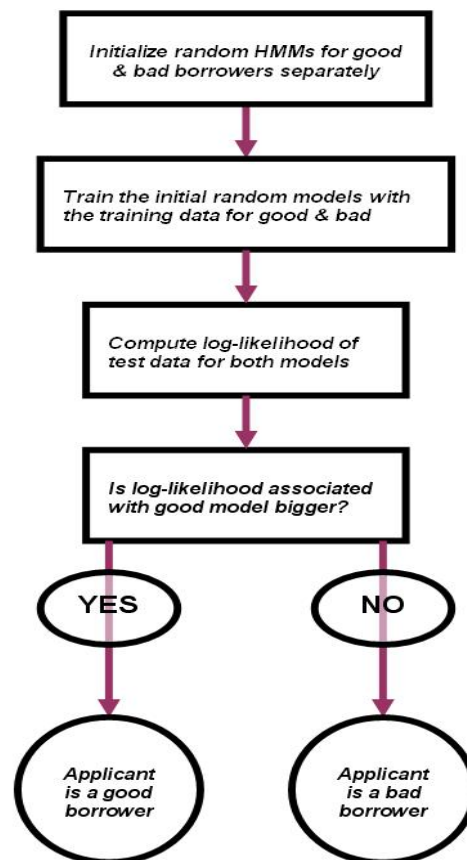 Initialize random HMMs for good
& bad borrowers separately
Train the initial random models with
the training data for good & bad
Compute log-likelihood of
test data for both models
Is log-likelihood associated
with good model bigger?
YES
NO
Applicant
is a good
borrower
Applicant
is a bad
borrower